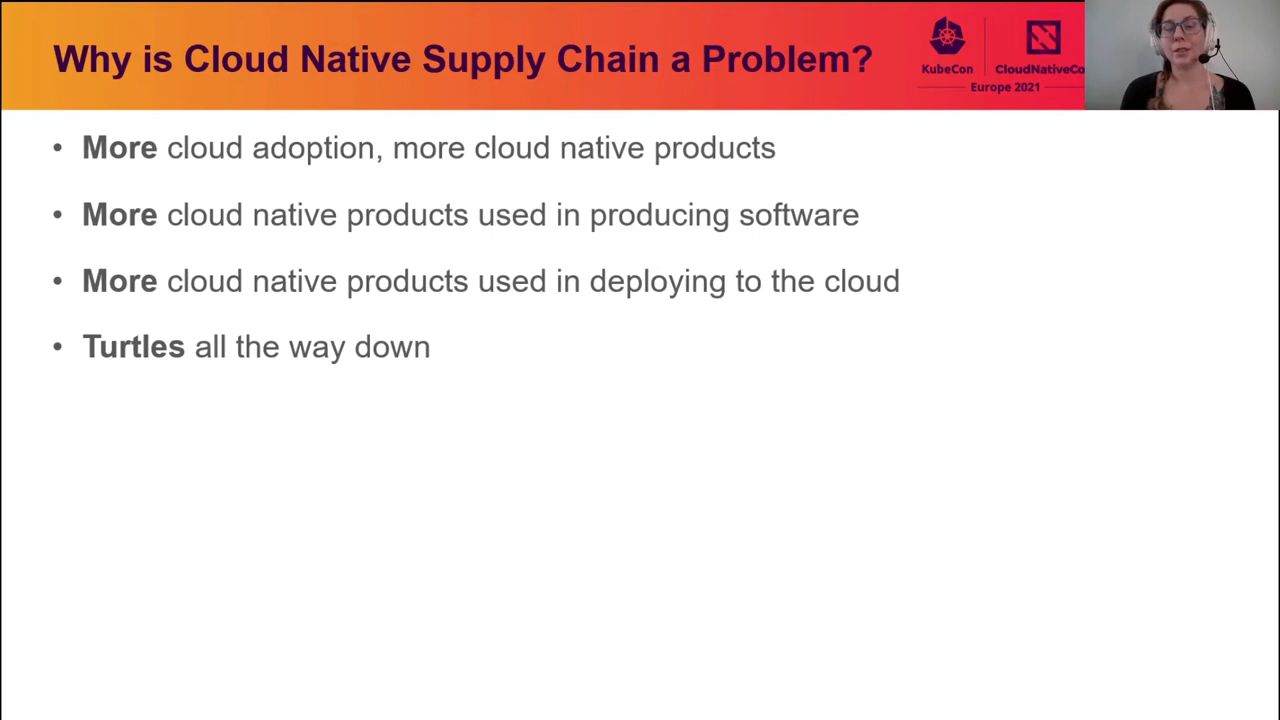 Why is Cloud Native Supply Chain a Problem?
KubeCon
CloudNativeCo
Europe 2021
• More cloud adoption, more cloud native products
• More cloud native products used in producing software
• More cloud native products used in deploying to the cloud
• Turtles all the way down